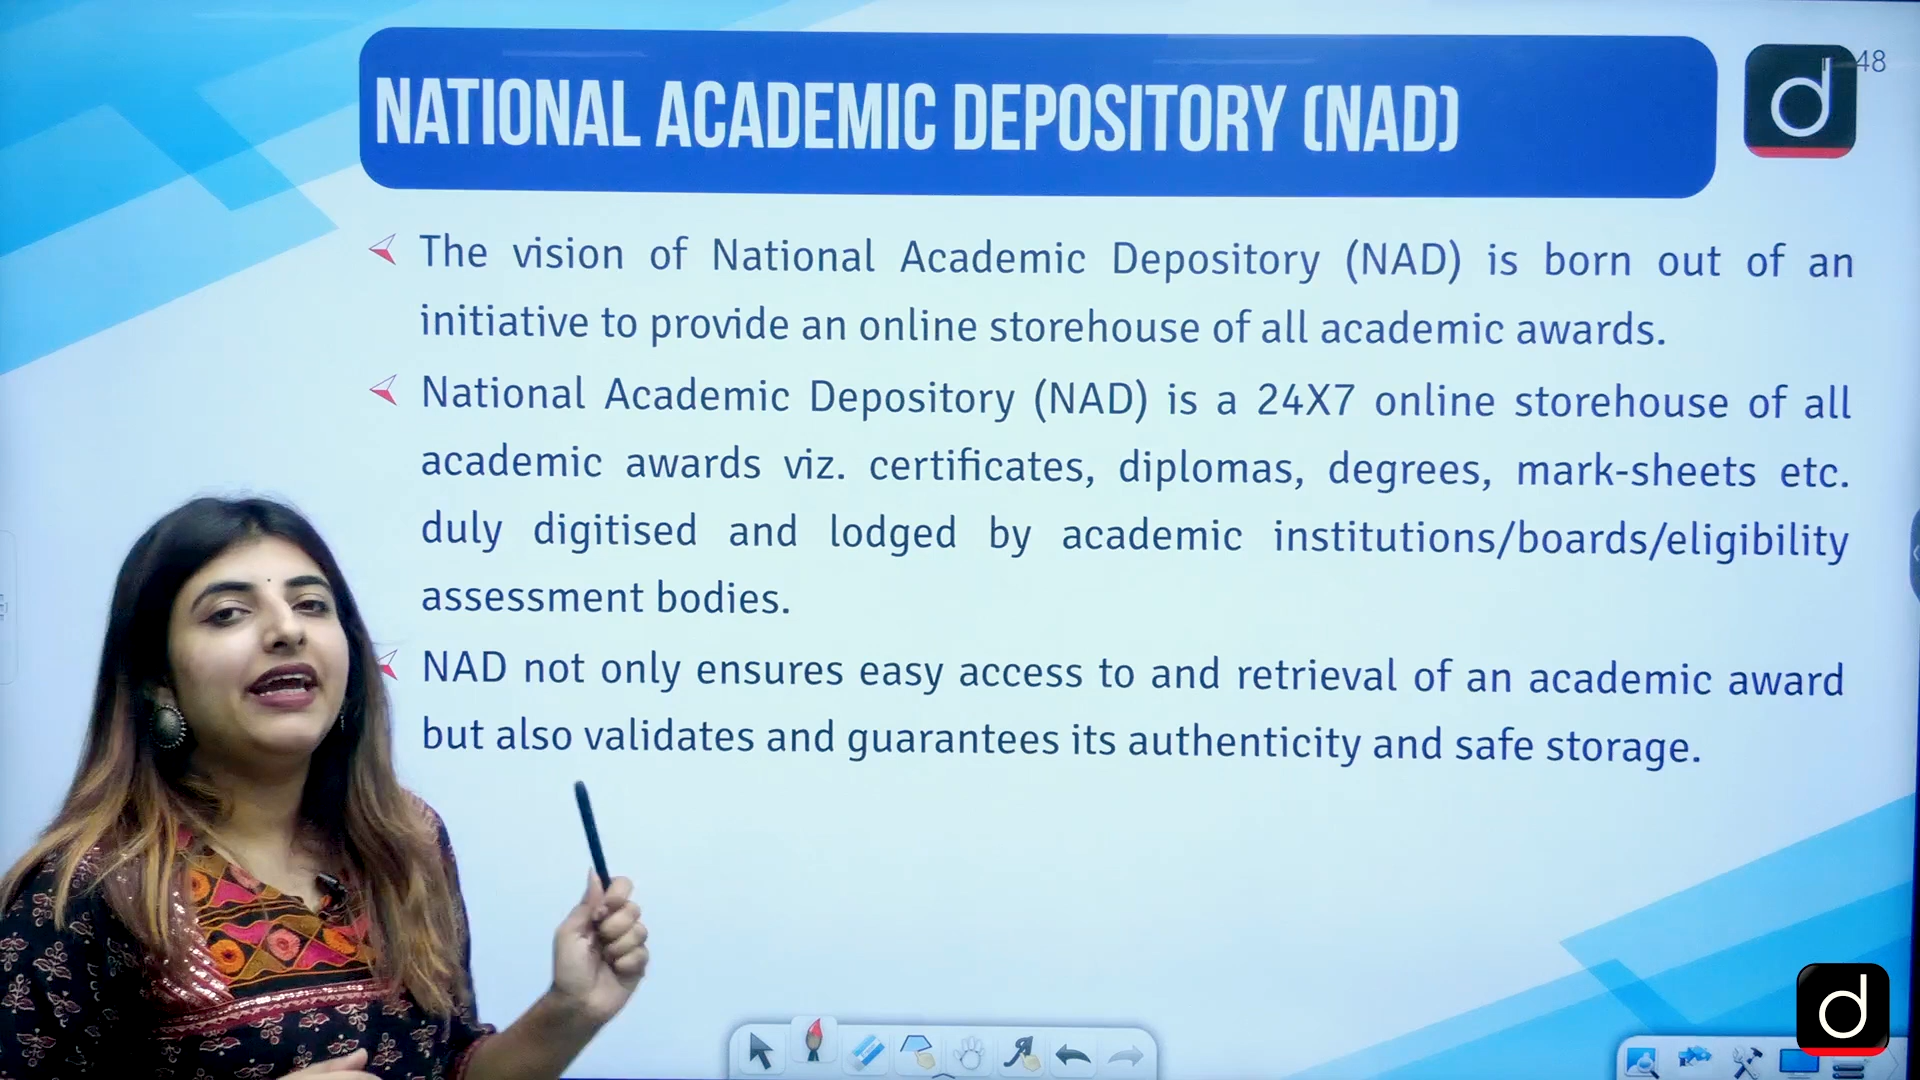 NATIONAL ACADEMIC DEPOSITORY (NAD)
d
48
The vision of National Academic Depository (NAD) is born out of an
initiative to provide an online storehouse of all academic awards.
National Academic Depository (NAD) is a 24X7 online storehouse of all
academic awards viz. certificates, diplomas, degrees, mark-sheets etc.
duly digitised and lodged by academic institutions/boards/eligibility
assessment bodies.
NAD not only ensures easy access to and retrieval of an academic award
but also validates and guarantees its authenticity and safe storage.
d